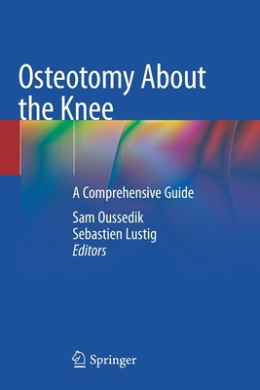 Osteotomy About
the Knee
A Comprehensive Guide
Sam Oussedik
Sebastien Lustig
Editors
Springer